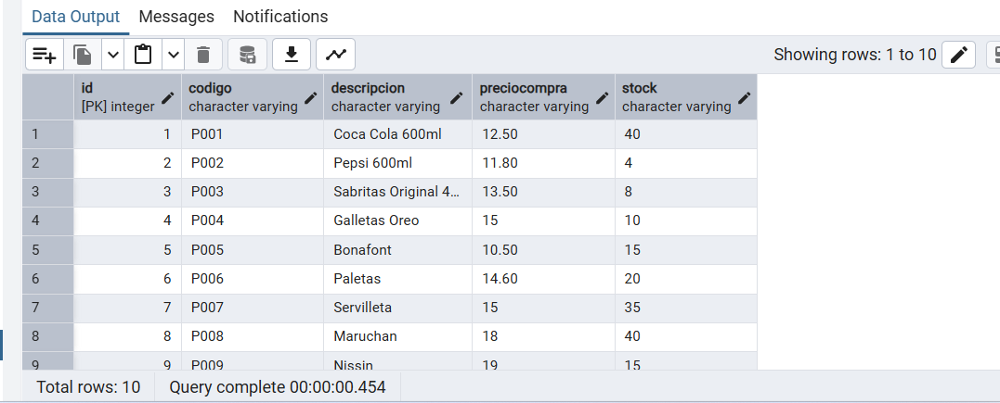 Data Output Messages Notifications
Showing rows: 1 to 10
id codigo descripcion preciocompra stock
[PK] integer character varying character varying character varying character varying
1 1 P001 Coca Cola 600ml 12.50 40
2 2 P002 Pepsi 600ml 11.80 4
3 3 P003 Sabritas Original 4... 13.50 8
4 4 P004 Galletas Oreo 15 10
5 5 P005 Bonafont 10.50 15
6 6 P006 Paletas 14.60 20
7 7 P007 Servilleta 15 35
8 8 P008 Maruchan 18 40
9 9 P009 Nissin 19 15
Total rows: 10 Query complete 00:00:00.454